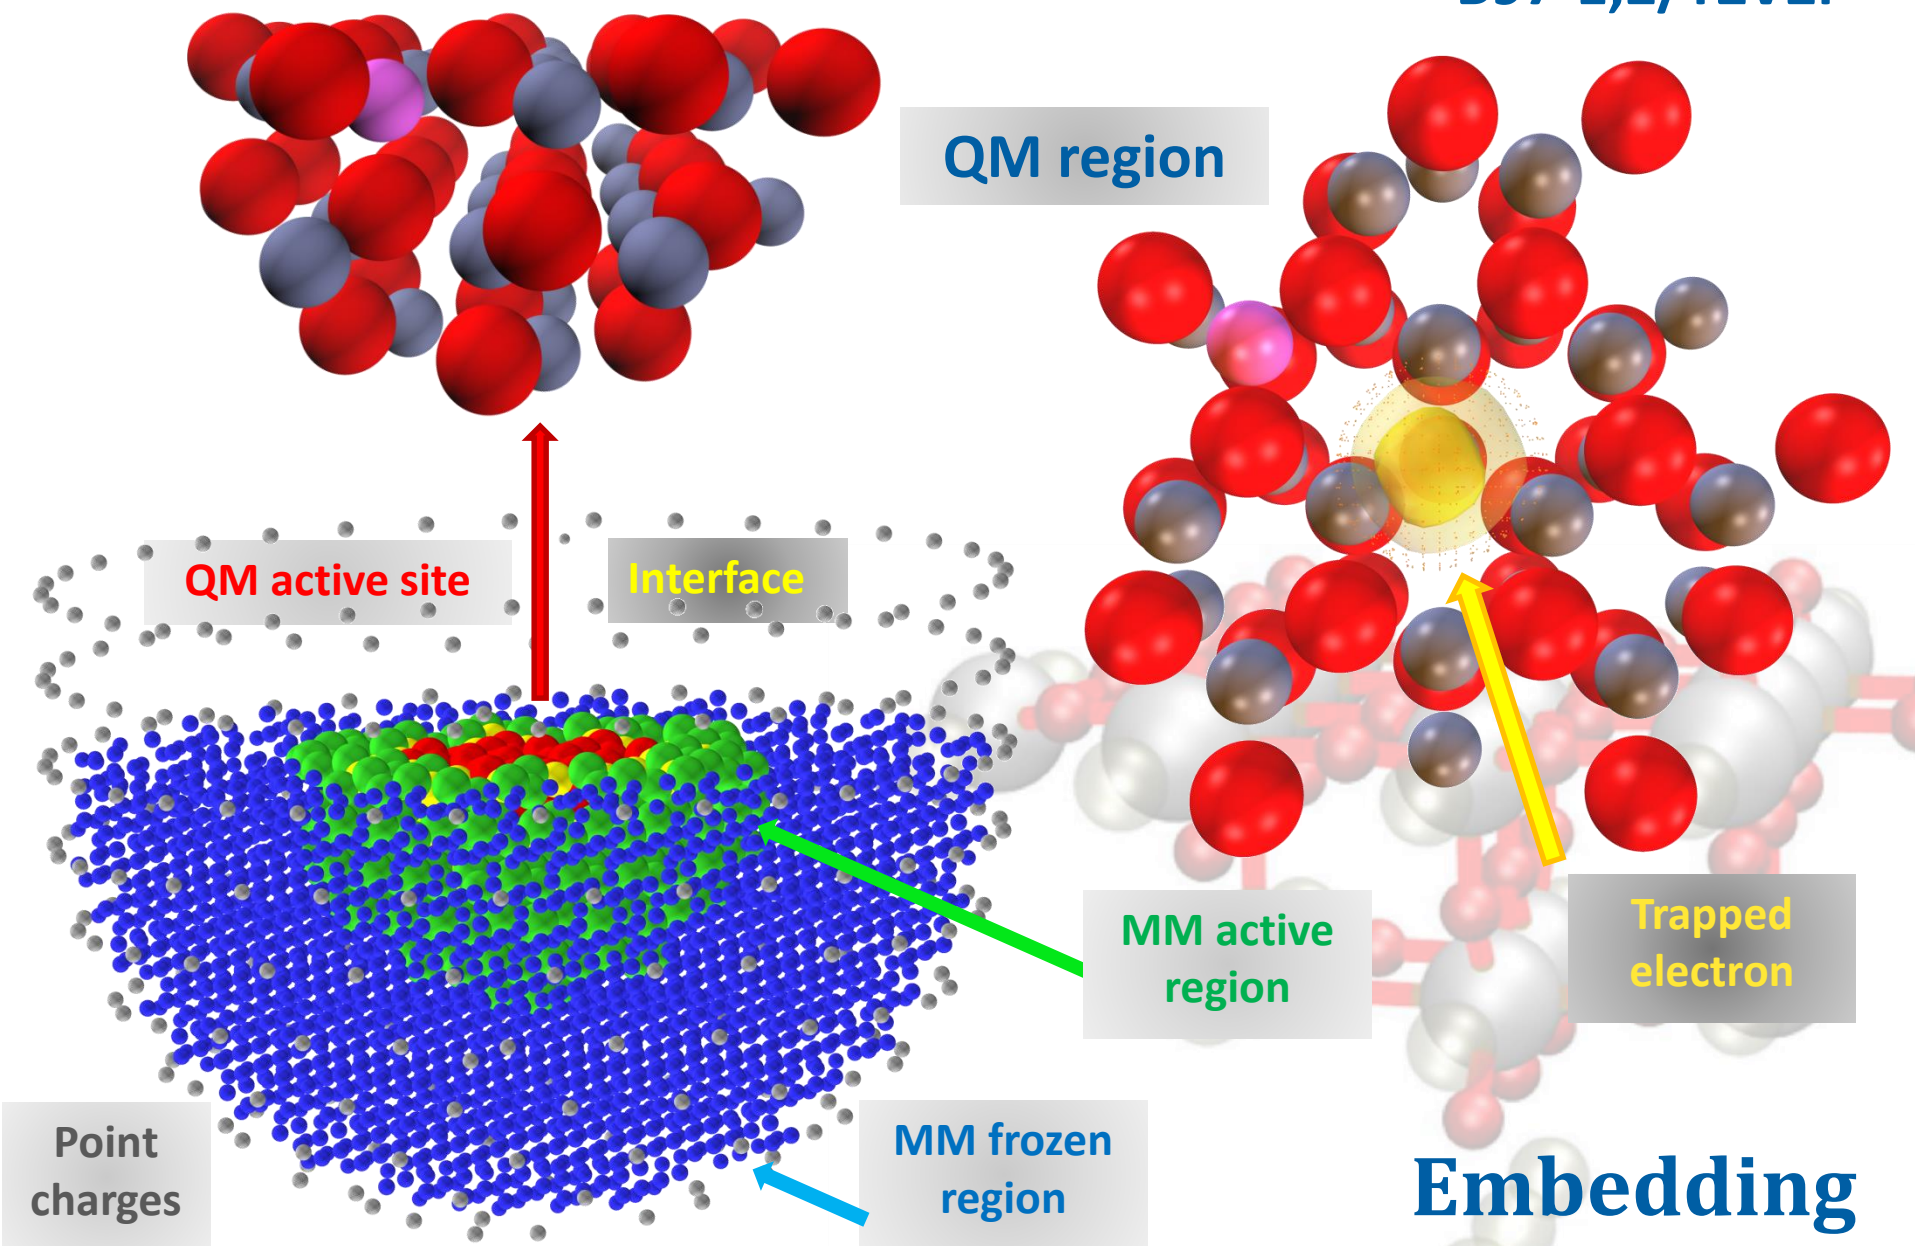 QM region
QM active site
Interface
MM active
region
Trapped
electron
Point
charges
MM frozen
region
Embedding